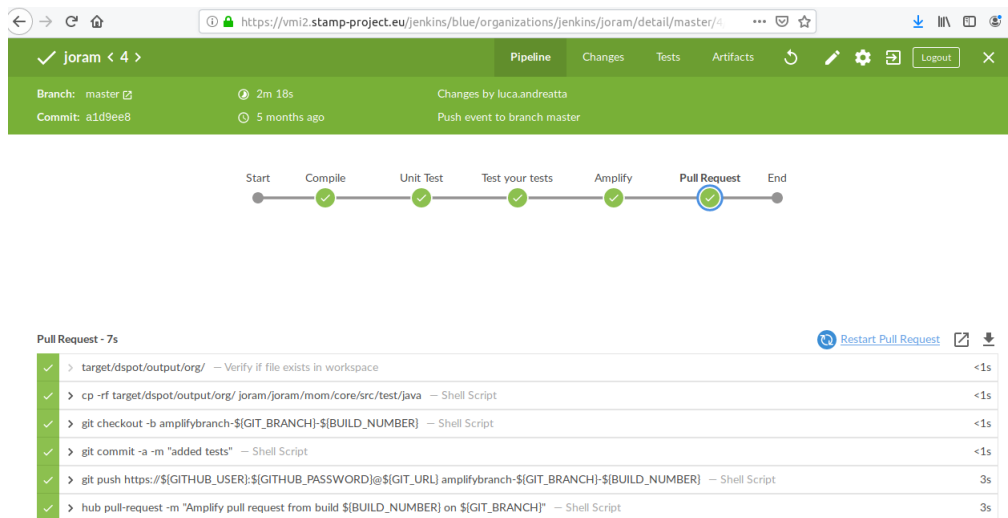 https://vmi2.stamp-project.eu/jenkins/blue/organizations/jenkins/joram/detail/master/4
joram < 4 >
Pipeline Changes Tests Artifacts Logout
Branch: master 2m 18s Changes by luca.andreatta
Commit: a1d9ee8 5 months ago Push event to branch master
Start Compile Unit Test Test your tests Amplify Pull Request End
Pull Request - 7s Restart Pull Request
target/dspot/output/org/ — Verify if file exists in workspace <1s
cp -rf target/dspot/output/org/ joram/joram/mom/core/src/test/java — Shell Script <1s
git checkout -b amplifybranch-${GIT_BRANCH}-${BUILD_NUMBER} — Shell Script <1s
git commit -a -m "added tests" — Shell Script <1s
git push https://${GITHUB_USER}:${GITHUB_PASSWORD}@${GIT_URL} amplifybranch-${GIT_BRANCH}-${BUILD_NUMBER} — Shell Script 3s
hub pull-request -m "Amplify pull request from build ${BUILD_NUMBER} on ${GIT_BRANCH}" — Shell Script 3s